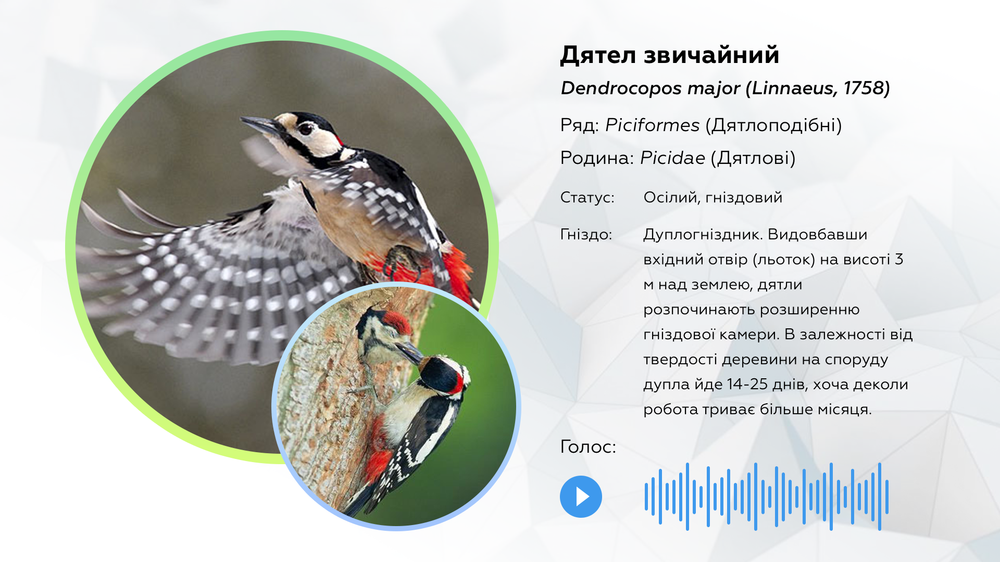 Дятел звичайний
Dendrocopos major (Linnaeus, 1758)
Ряд: Piciformes (Дятлоподібні)
Родина: Picidae (Дятлові)
Статус: Осілий, гніздовий
Гніздо: Дуплогніздник. Видовбавши
вхідний отвір (льоток) на висоті 3
м над землею, дятли
розпочинають розширенню
гніздової камери. В залежності від
твердості деревини на споруду
дупла йде 14-25 днів, хоча деколи
робота триває більше місяця.
Голос: